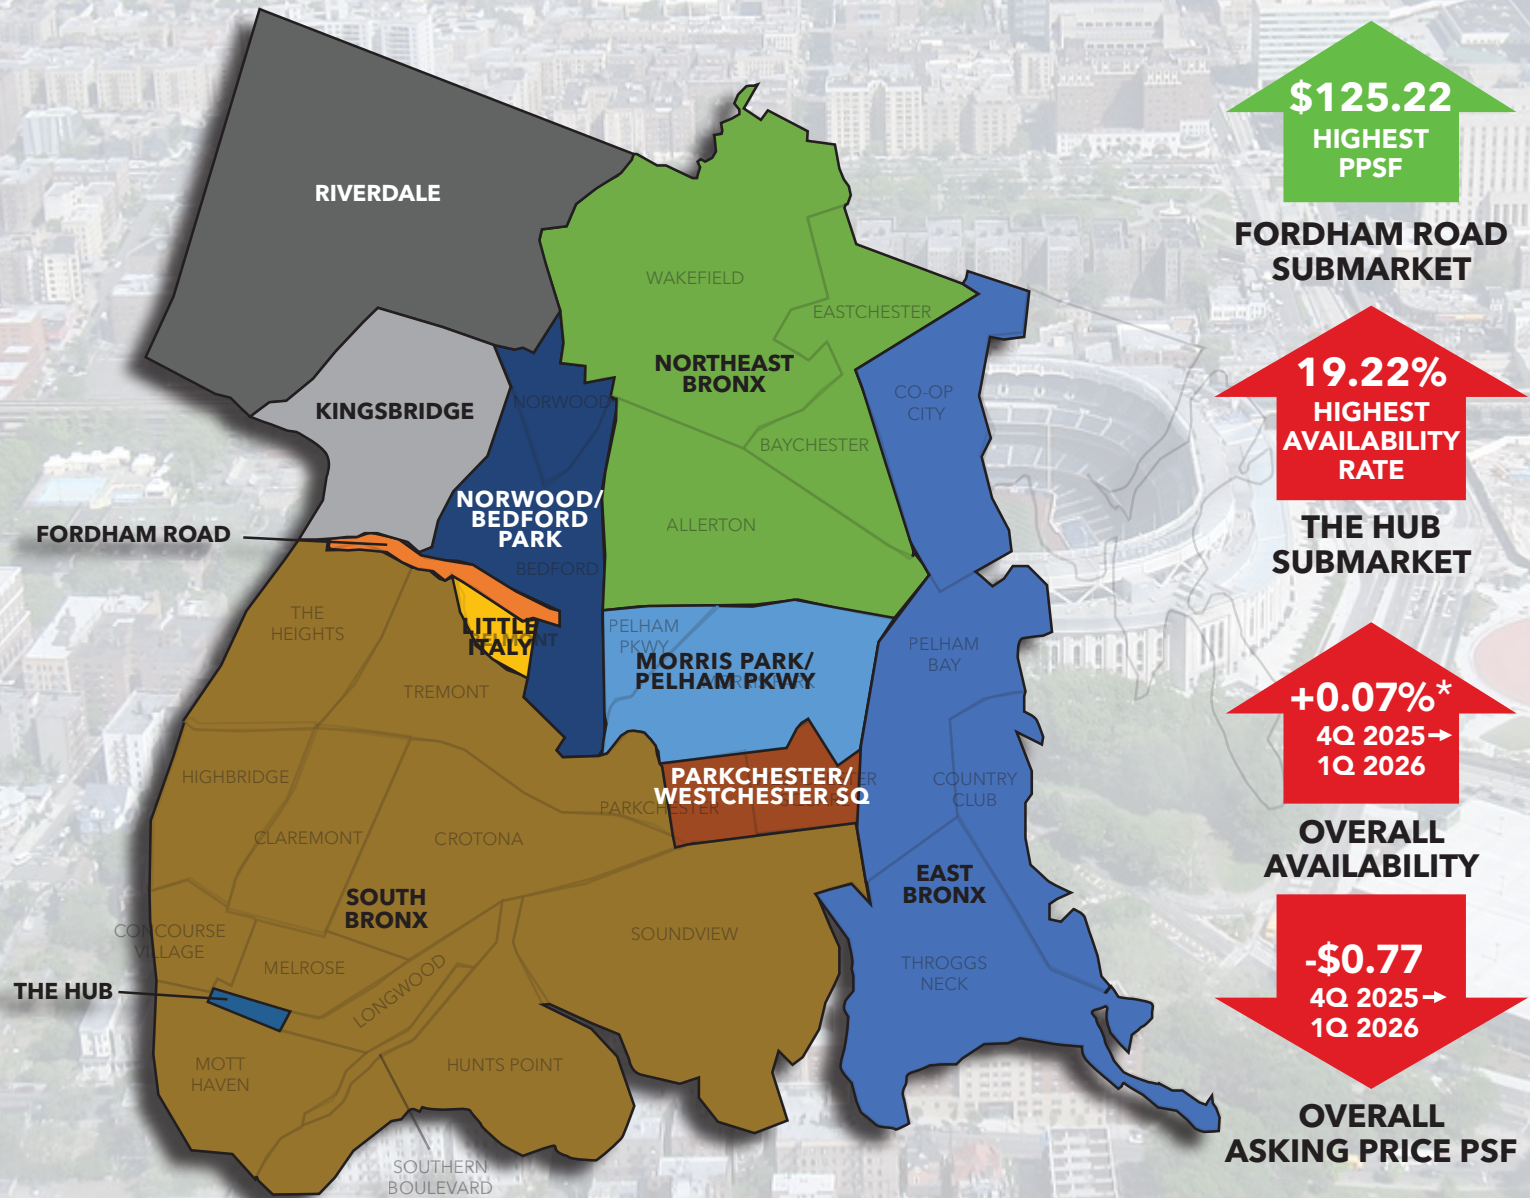 RIVERDALE
WAKEFIELD
EASTCHESTER
NORTHEAST
BRONX
KINGSBRIDGE
NORWOOD
CO-OP
CITY
BAYCHESTER
NORWOOD/
BEDFORD
PARK
ALLERTON
FORDHAM ROAD
BEDFORD
THE
HEIGHTS
LITTLE
ITALY
BELMONT
PELHAM
PKWY
MORRIS PARK/
PELHAM PKWY
MORRIS PARK
PELHAM
BAY
TREMONT
HIGHBRIDGE
PARKCHESTER/
WESTCHESTER SQ
PARKCHESTER
COUNTRY
CLUB
CLAREMONT
CROTONA
SOUTH
BRONX
EAST
BRONX
CONCOURSE
VILLAGE
MELROSE
LONGWOOD
SOUNDVIEW
THROGGS
NECK
THE HUB
MOTT
HAVEN
HUNTS POINT
SOUTHERN
BOULEVARD
$125.22
HIGHEST
PPSF
FORDHAM ROAD
SUBMARKET
19.22%
HIGHEST
AVAILABILITY
RATE
THE HUB
SUBMARKET
+0.07%*
4Q 2025→
1Q 2026
OVERALL
AVAILABILITY
-$0.77
4Q 2025→
1Q 2026
OVERALL
ASKING PRICE PSF